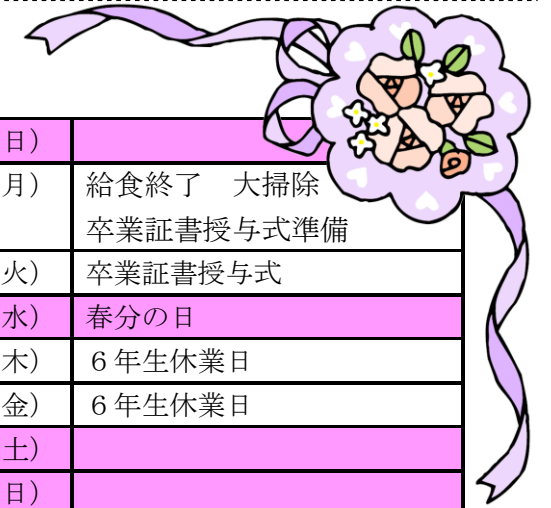 日）
月） 給食終了　大掃除
卒業証書授与式準備
火） 卒業証書授与式
水） 春分の日
木） ６年生休業日
金） ６年生休業日
土）
日）